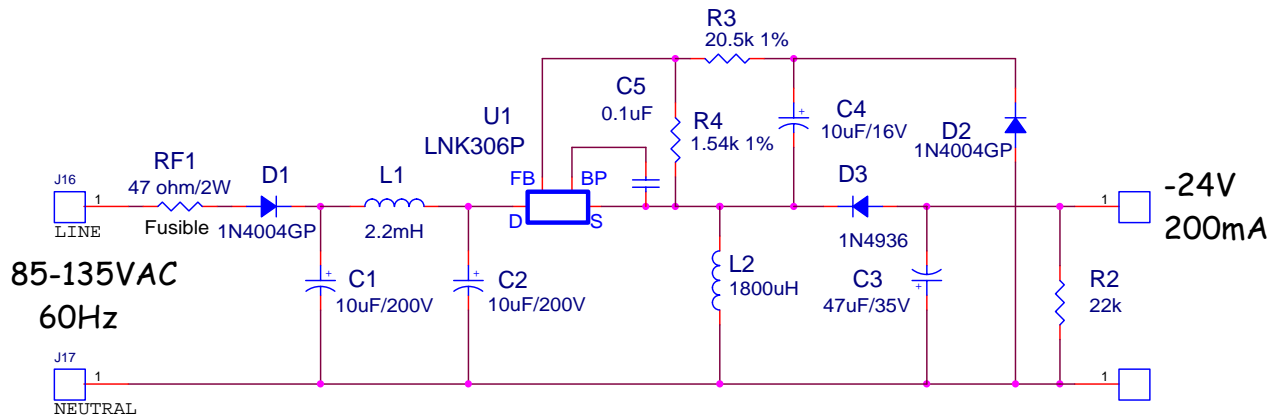 R3
20.5k 1%
C5
0.1uF
U1
LNK306P
R4
1.54k 1%
C4
10uF/16V
D2
1N4004GP
FB
BP
D
S
J16
1
LINE
RF1
47 ohm/2W
Fusible
D1
1N4004GP
L1
2.2mH
D3
1N4936
1
-24V
200mA
85-135VAC
60Hz
C1
10uF/200V
C2
10uF/200V
L2
1800uH
C3
47uF/35V
R2
22k
J17
1
NEUTRAL
1
+
+
+
+